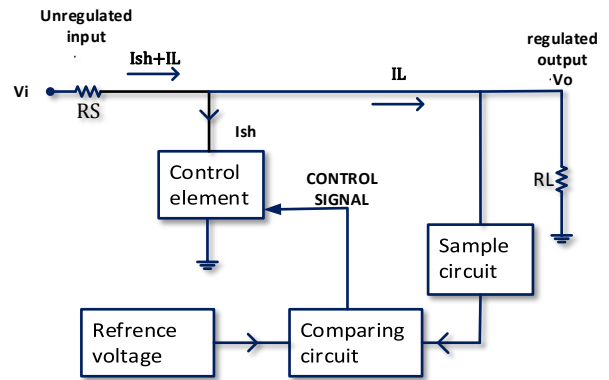 Unregulated
input
Ish+IL
IL
regulated
output
Vo
Vi
RS
Ish
Control
element
CONTROL
SIGNAL
RL
Sample
circuit
Refrence
voltage
Comparing
circuit